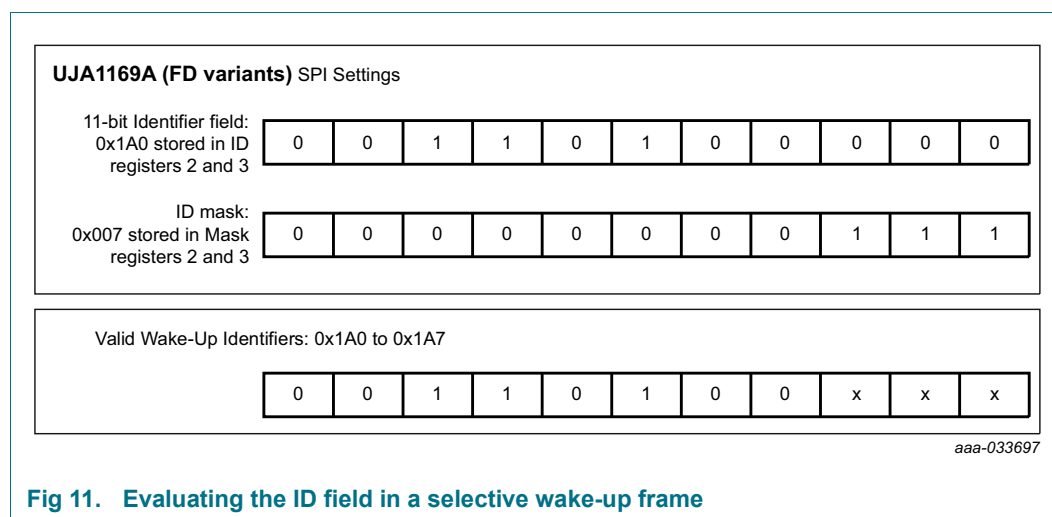 UJA1169A (FD variants) SPI Settings
11-bit Identifier field:
0x1A0 stored in ID
registers 2 and 3
0 0 1 1 0 1 0 0 0 0 0
ID mask:
0x007 stored in Mask
registers 2 and 3
0 0 0 0 0 0 0 0 1 1 1
Valid Wake-Up Identifiers: 0x1A0 to 0x1A7
0 0 1 1 0 1 0 0 x x x
aaa-033697
Fig 11. Evaluating the ID field in a selective wake-up frame